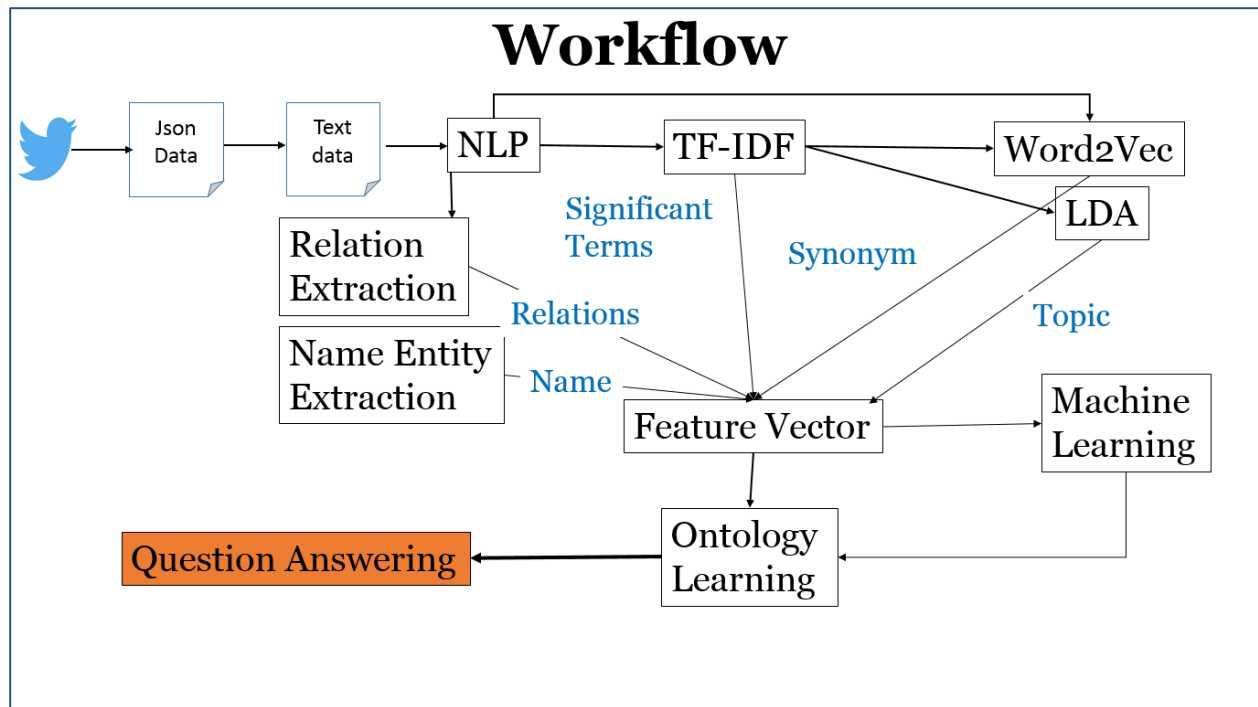 Workflow
Json
Data
Text
data
NLP
TF-IDF
Word2Vec
LDA
Significant
Terms
Synonym
Relation
Extraction
Relations
Topic
Name Entity
Extraction
Name
Feature Vector
Machine
Learning
Ontology
Learning
Question Answering